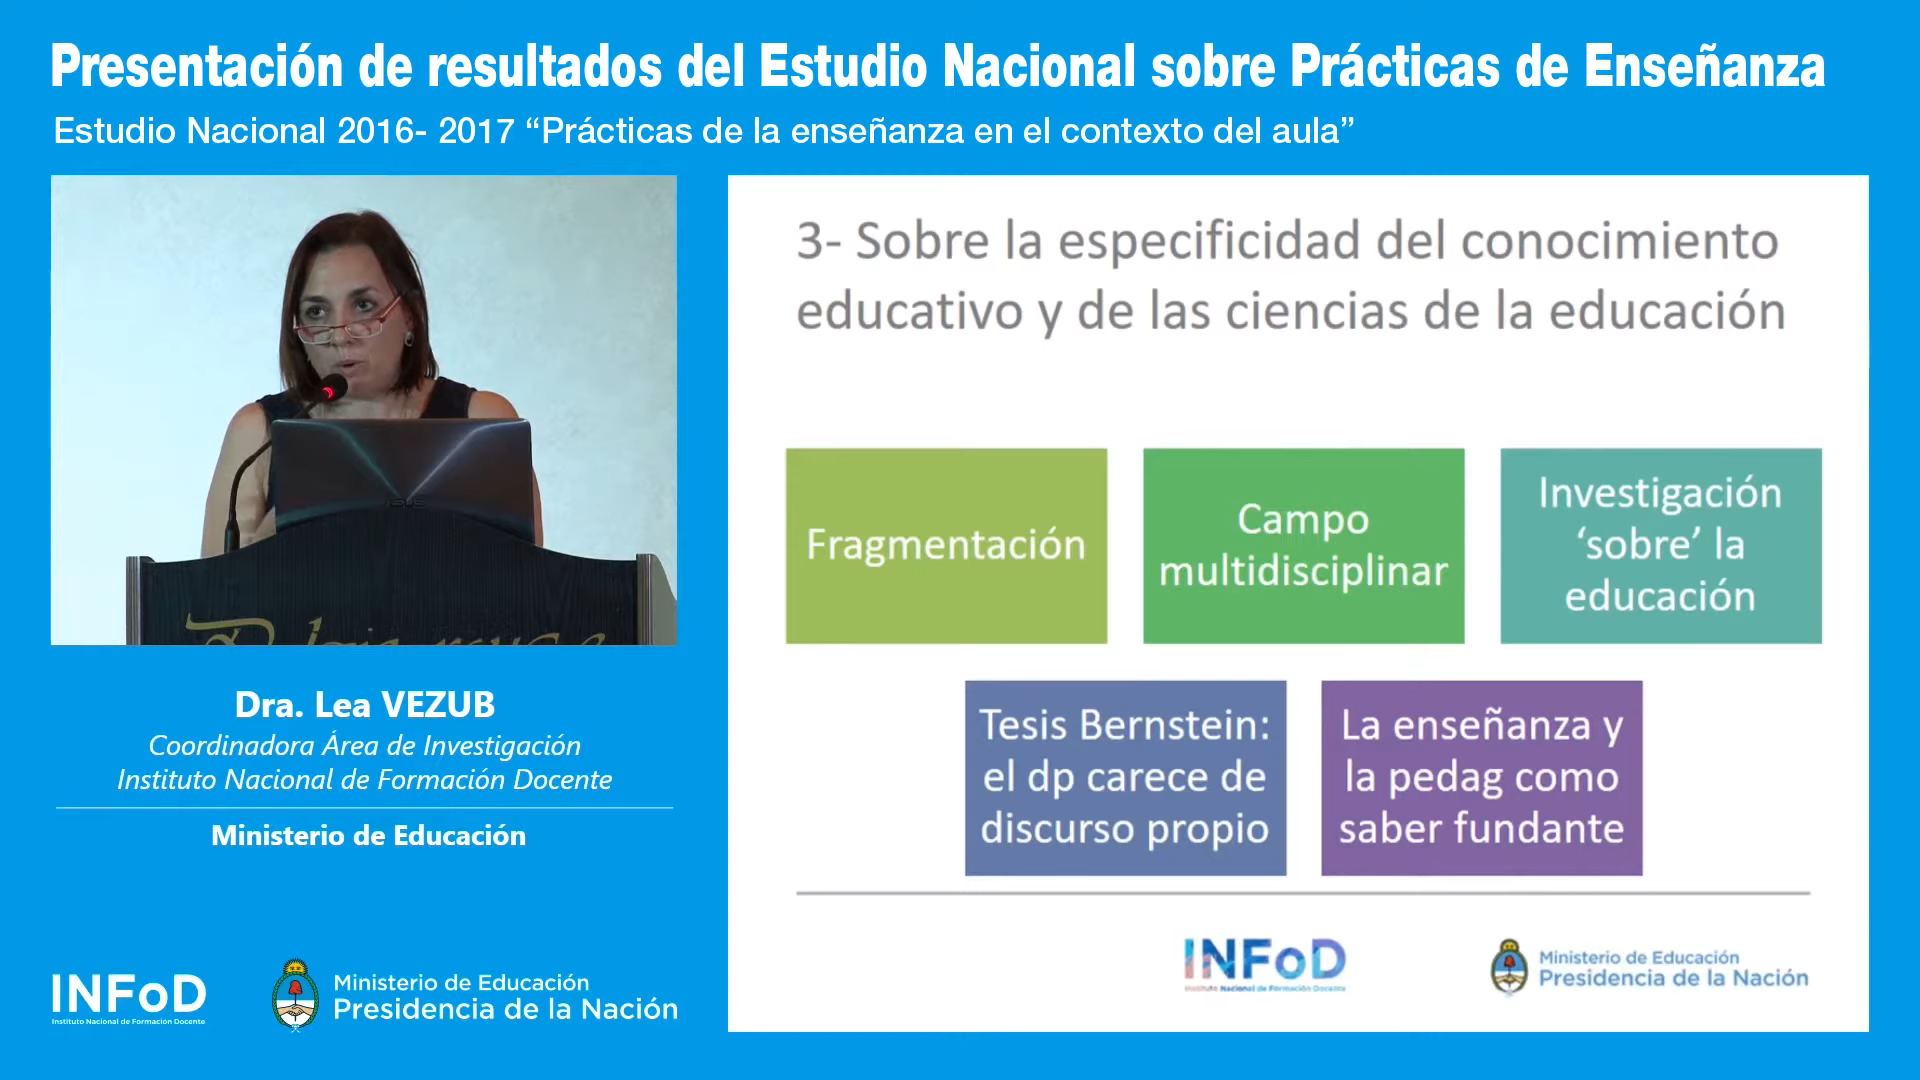 Presentación de resultados del Estudio Nacional sobre Prácticas de Enseñanza
Estudio Nacional 2016- 2017 “Prácticas de la enseñanza en el contexto del aula”
3- Sobre la especificidad del conocimiento
educativo y de las ciencias de la educación
Fragmentación
Campo
multidisciplinar
Investigación
‘sobre’ la
educación
Tesis Bernstein:
el dp carece de
discurso propio
La enseñanza y
la pedag como
saber fundante
INFoD
Instituto Nacional de Formación Docente
Ministerio de Educación
Presidencia de la Nación
ASUS
Dra. Lea VEZUB
Coordinadora Área de Investigación
Instituto Nacional de Formación Docente
Ministerio de Educación
INFoD
Instituto Nacional de Formación Docente
Ministerio de Educación
Presidencia de la Nación